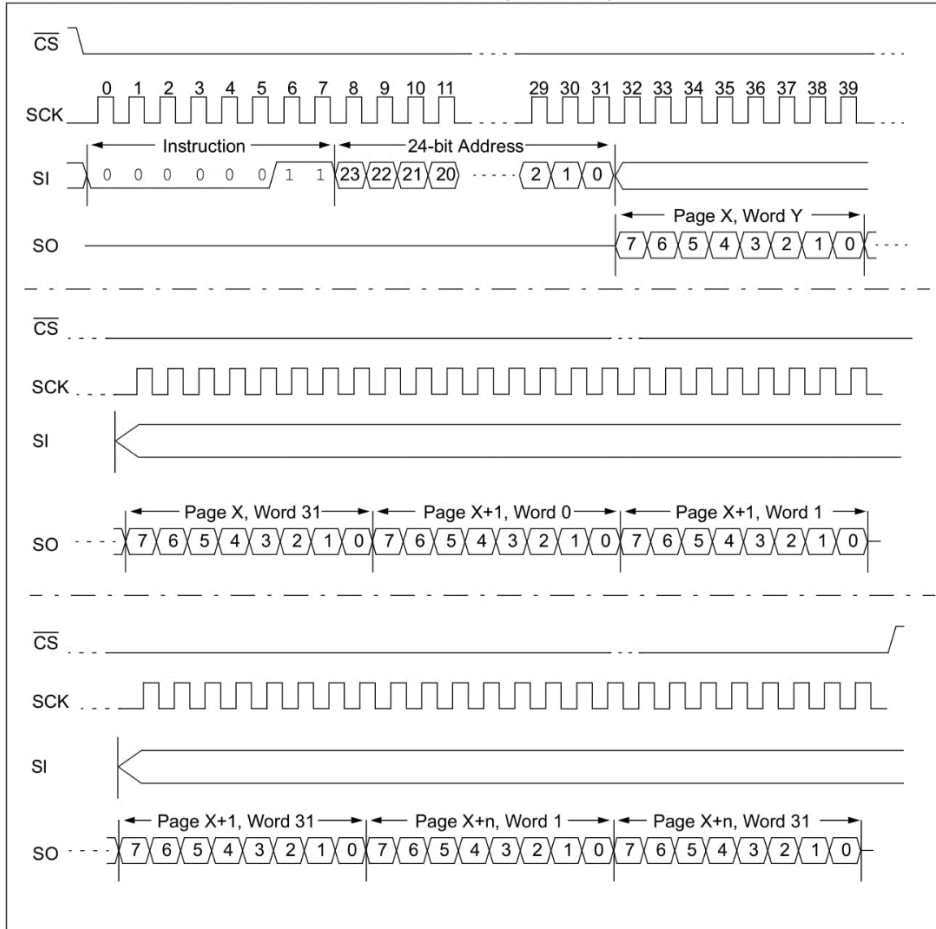 CS
0 1 2 3 4 5 6 7 8 9 10 11 29 30 31 32 33 34 35 36 37 38 39
SCK
Instruction 24-bit Address
SI 0 0 0 0 0 0 1 1 23 22 21 20 2 1 0
Page X, Word Y
SO 7 6 5 4 3 2 1 0
CS
SCK
SI
Page X, Word 31 Page X+1, Word 0 Page X+1, Word 1
SO 7 6 5 4 3 2 1 0 7 6 5 4 3 2 1 0 7 6 5 4 3 2 1 0
CS
SCK
SI
Page X+1, Word 31 Page X+n, Word 1 Page X+n, Word 31
SO 7 6 5 4 3 2 1 0 7 6 5 4 3 2 1 0 7 6 5 4 3 2 1 0